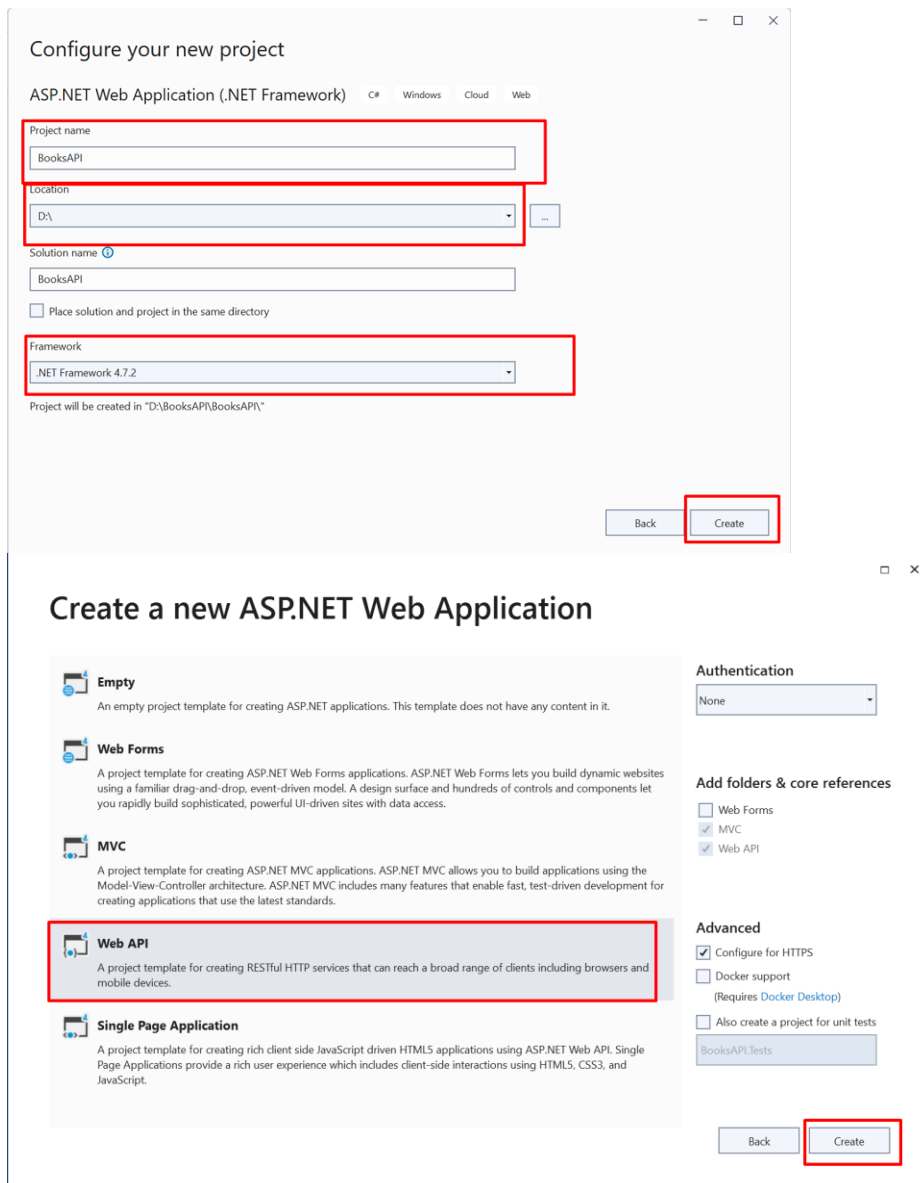 Configure your new project
ASP.NET Web Application (.NET Framework) C# Windows Cloud Web
Project name
BooksAPI
Location
D:\
...
Solution name
BooksAPI
Place solution and project in the same directory
Framework
.NET Framework 4.7.2
Project will be created in "D:\BooksAPI\BooksAPI\"
Back
Create
Create a new ASP.NET Web Application
Empty
An empty project template for creating ASP.NET applications. This template does not have any content in it.
Web Forms
A project template for creating ASP.NET Web Forms applications. ASP.NET Web Forms lets you build dynamic websites
using a familiar drag-and-drop, event-driven model. A design surface and hundreds of controls and components let
you rapidly build sophisticated, powerful UI-driven sites with data access.
MVC
A project template for creating ASP.NET MVC applications. ASP.NET MVC allows you to build applications using the
Model-View-Controller architecture. ASP.NET MVC includes many features that enable fast, test-driven development for
creating applications that use the latest standards.
Web API
A project template for creating RESTful HTTP services that can reach a broad range of clients including browsers and
mobile devices.
Single Page Application
A project template for creating rich client side JavaScript driven HTML5 applications using ASP.NET Web API. Single
Page Applications provide a rich user experience which includes client-side interactions using HTML5, CSS3, and
JavaScript.
Authentication
None
Add folders & core references
Web Forms
MVC
Web API
Advanced
Configure for HTTPS
Docker support
(Requires Docker Desktop)
Also create a project for unit tests
BooksAPI.Tests
Back
Create